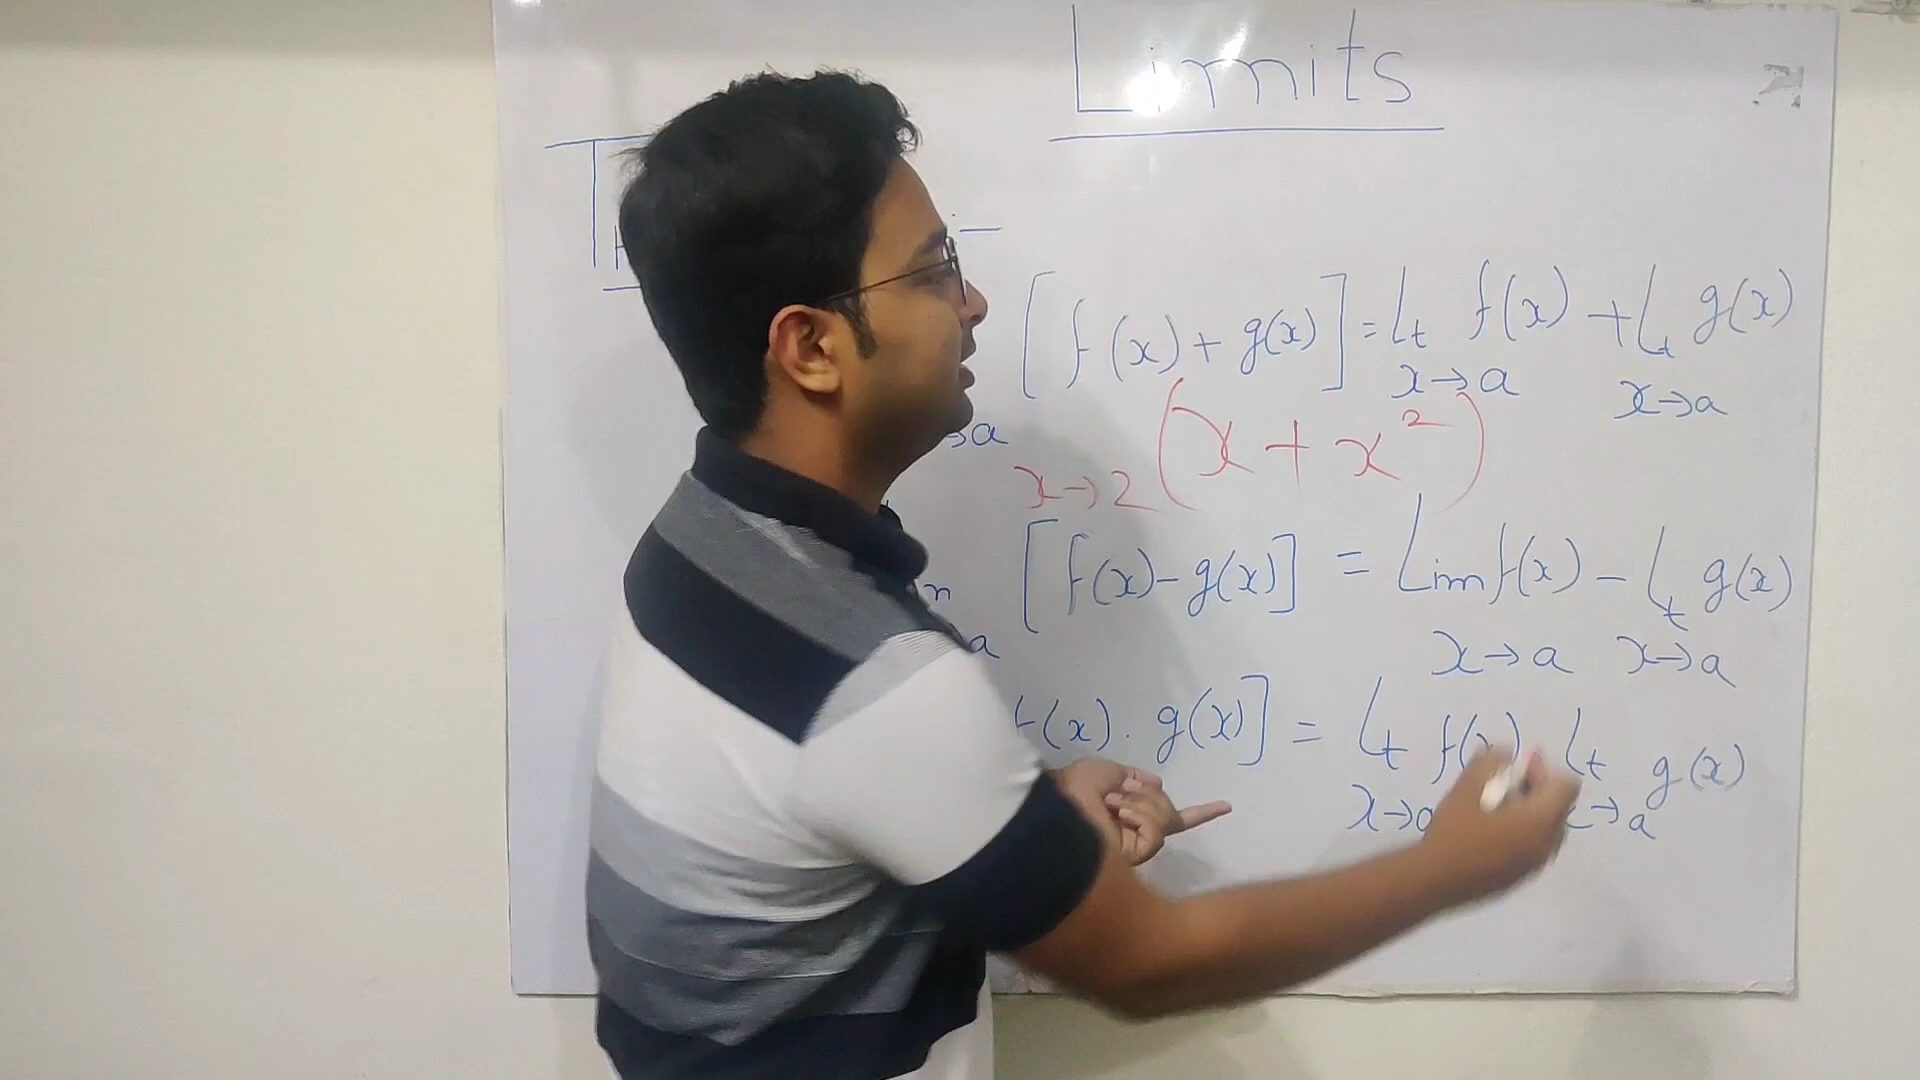 Limits
[f(x) + g(x)] = Lt f(x) + Lt g(x)
→a x→a x→a
x→2 (x + x²)
[f(x) - g(x)] = Lim f(x) - Lt g(x)
a x→a x→a
f(x) . g(x)] = Lt f(x) Lt g(x)
x→a x→a